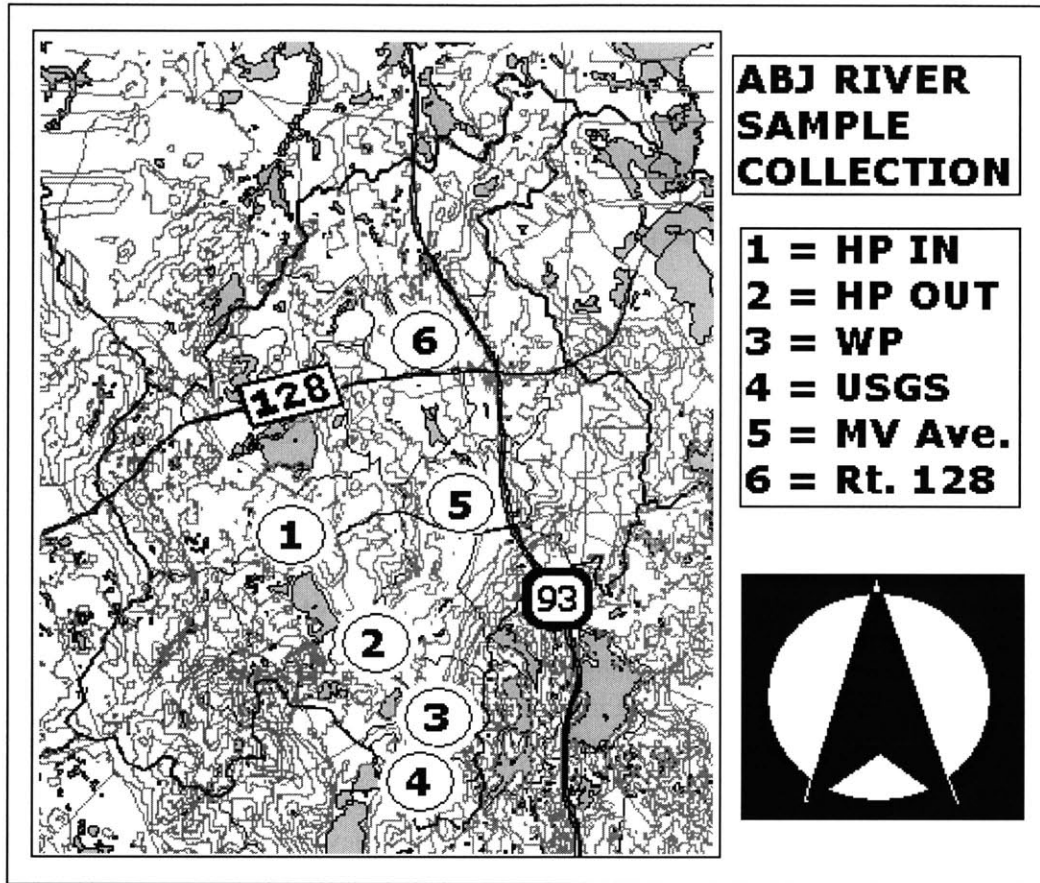 ABJ RIVER
SAMPLE
COLLECTION
1 = HP IN
2 = HP OUT
3 = WP
4 = USGS
5 = MV Ave.
6 = Rt. 128
6
128
5
1
93
2
3
4